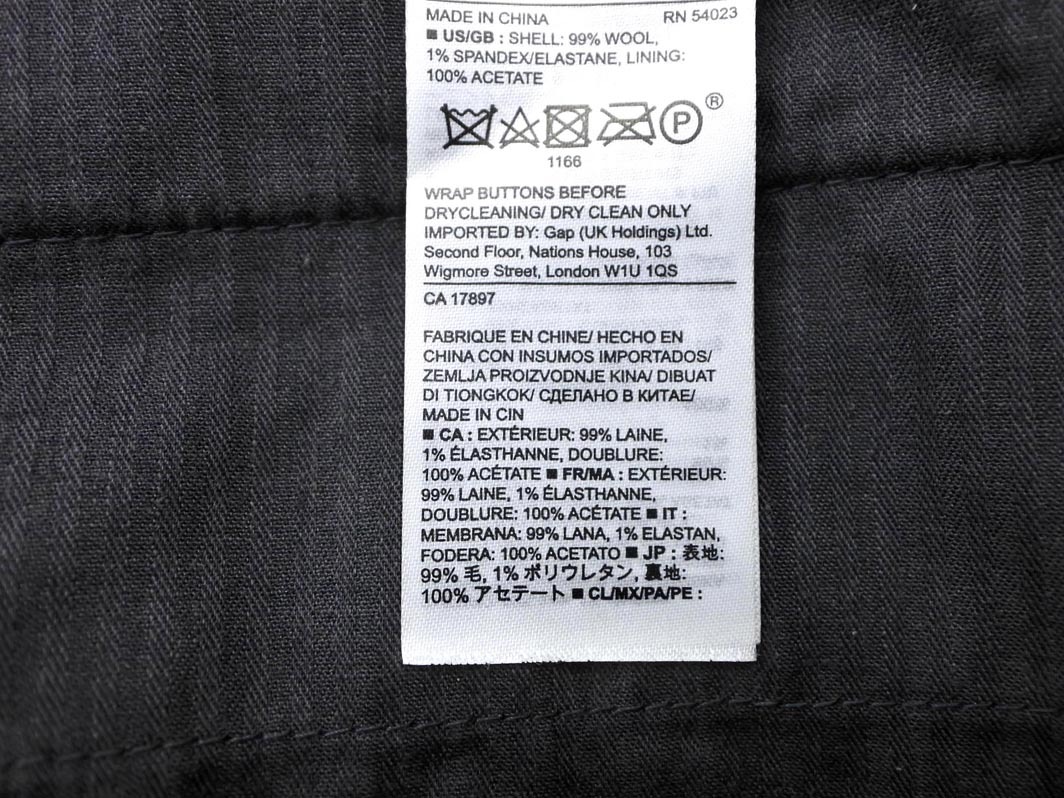 MADE IN CHINA RN 54023
■ US/GB : SHELL: 99% WOOL,
1% SPANDEX/ELASTANE, LINING:
100% ACETATE
P ®
1166
WRAP BUTTONS BEFORE
DRYCLEANING/ DRY CLEAN ONLY
IMPORTED BY: Gap (UK Holdings) Ltd.
Second Floor, Nations House, 103
Wigmore Street, London W1U 1QS
CA 17897
FABRIQUE EN CHINE/ HECHO EN
CHINA CON INSUMOS IMPORTADOS/
ZEMLJA PROIZVODNJE KINA/ DIBUAT
DI TIONGKOK/ СДЕЛАНО В КИТАЕ/
MADE IN CIN
■ CA : EXTÉRIEUR: 99% LAINE,
1% ÉLASTHANNE, DOUBLURE:
100% ACÉTATE ■ FR/MA : EXTÉRIEUR:
99% LAINE, 1% ÉLASTHANNE,
DOUBLURE: 100% ACÉTATE ■ IT :
MEMBRANA: 99% LANA, 1% ELASTAN,
FODERA: 100% ACETATO ■ JP : 表地:
99% 毛, 1% ポリウレタン, 裏地:
100% アセテート ■ CL/MX/PA/PE :